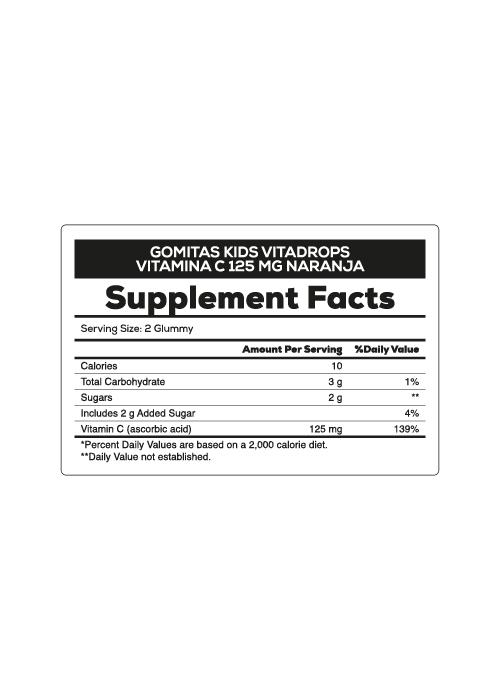 GOMITAS KIDS VITADROPS
VITAMINA C 125 MG NARANJA
Supplement Facts
Serving Size: 2 Glummy
Amount Per Serving %Daily Value
Calories 10
Total Carbohydrate 3 g 1%
Sugars 2 g **
Includes 2 g Added Sugar 4%
Vitamin C (ascorbic acid) 125 mg 139%
*Percent Daily Values are based on a 2,000 calorie diet.
**Daily Value not established.